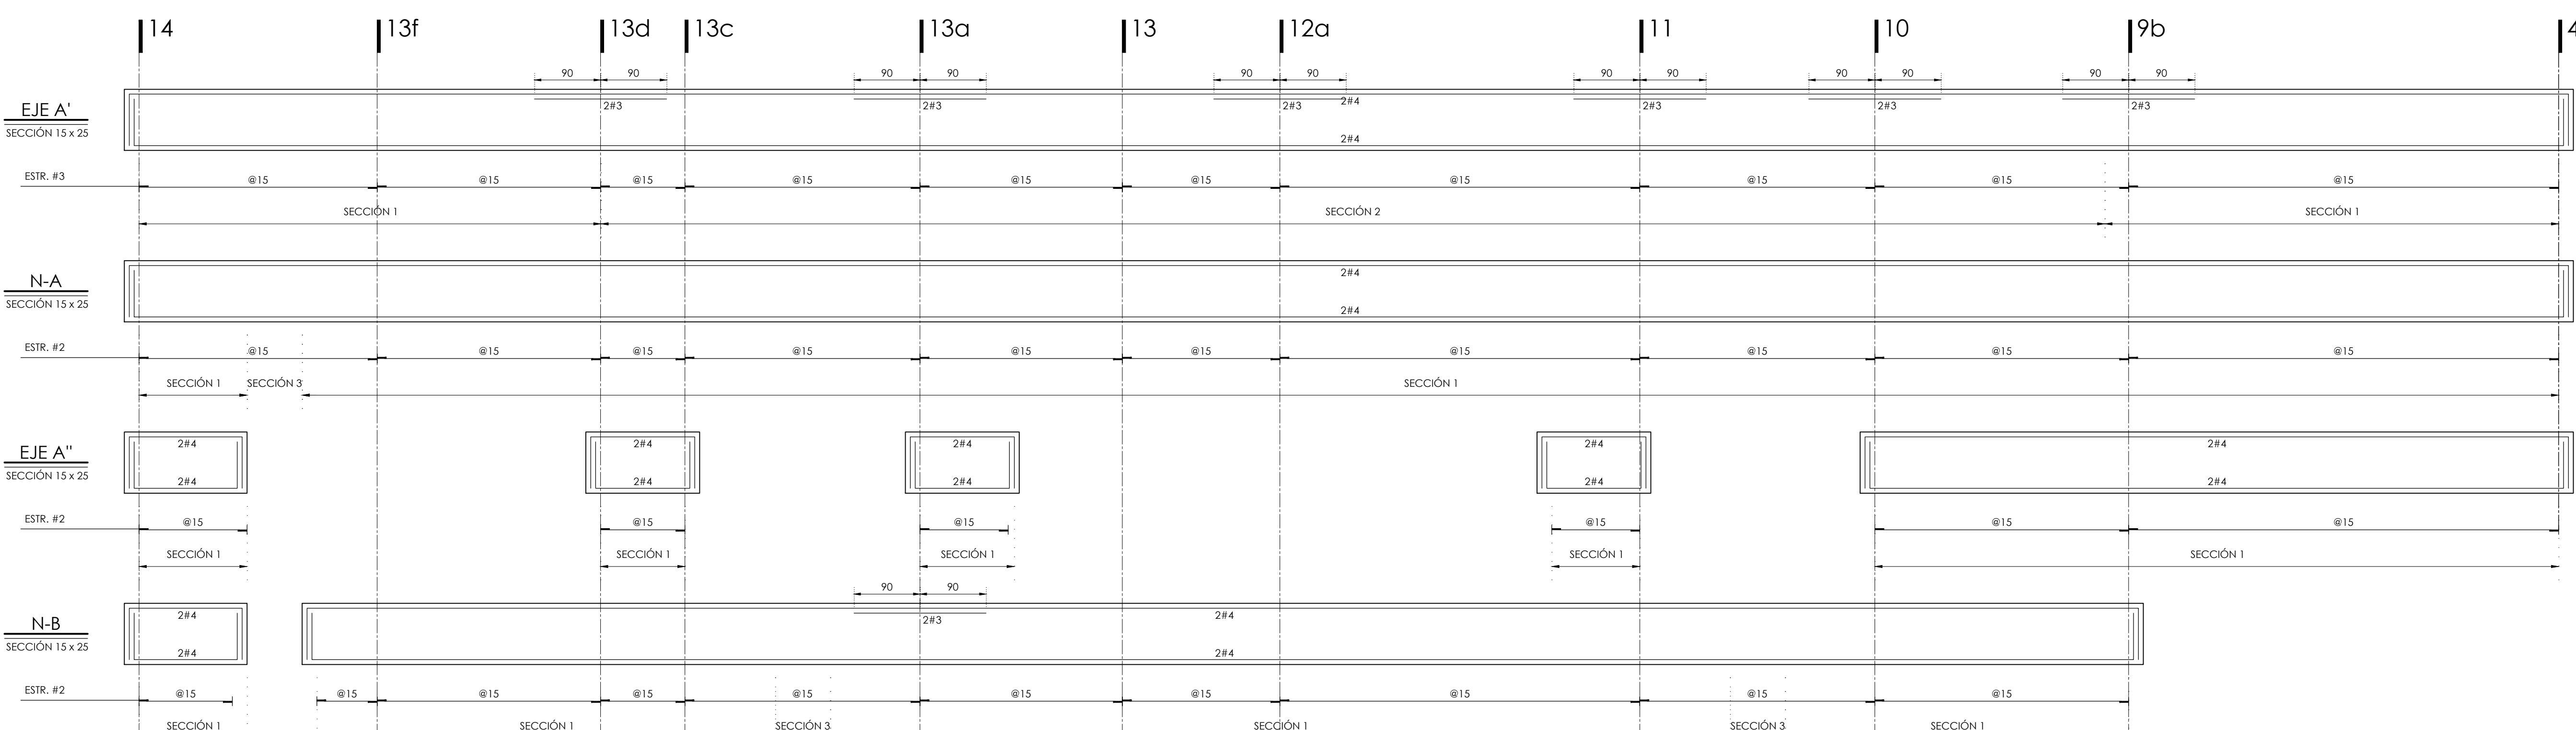 14 13f 13d 13c 13a 13 12a 11 10 9b 4
90 90 90 90 90 90 90 90 90 90 90 90
EJE A'
SECCIÓN 15 x 25
2#3 2#3 2#3 2#4 2#3 2#3 2#3
2#4
ESTR. #3 @15 @15 @15 @15 @15 @15 @15 @15 @15 @15
SECCIÓN 1 SECCIÓN 2 SECCIÓN 1
N-A
SECCIÓN 15 x 25
2#4
2#4
ESTR. #2 @15 @15 @15 @15 @15 @15 @15 @15 @15 @15
SECCIÓN 1 SECCIÓN 3 SECCIÓN 1
EJE A''
SECCIÓN 15 x 25
2#4 2#4 2#4 2#4 2#4
2#4 2#4 2#4 2#4 2#4
ESTR. #2 @15 @15 @15 @15 @15 @15
SECCIÓN 1 SECCIÓN 1 SECCIÓN 1 SECCIÓN 1 SECCIÓN 1
90 90
N-B
SECCIÓN 15 x 25
2#4 2#3 2#4
2#4 2#4
ESTR. #2 @15 @15 @15 @15 @15 @15 @15 @15 @15 @15
SECCIÓN 1 SECCIÓN 1 SECCIÓN 3 SECCIÓN 1 SECCIÓN 3 SECCIÓN 1